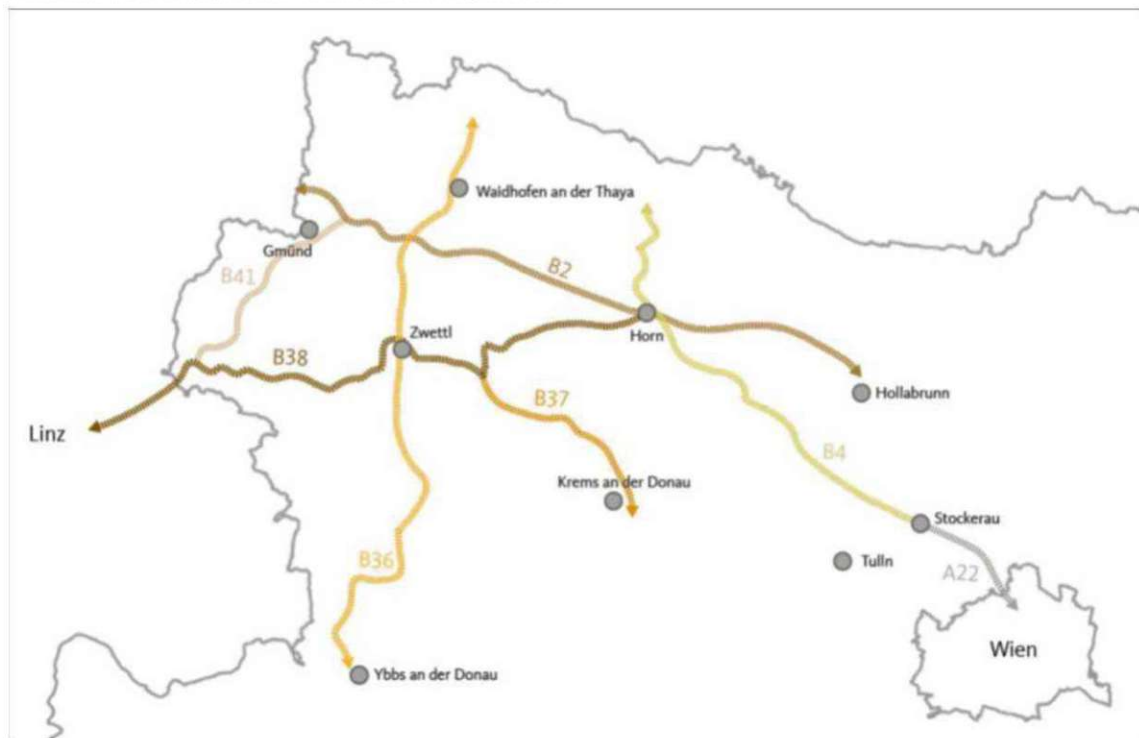 Waidhofen an der Thaya
Gmünd
B41
B2
Zwettl
Horn
B38
B37
Hollabrunn
Linz
B4
Krems an der Donau
Stockerau
B36
Tulln
A22
Wien
Ybbs an der Donau